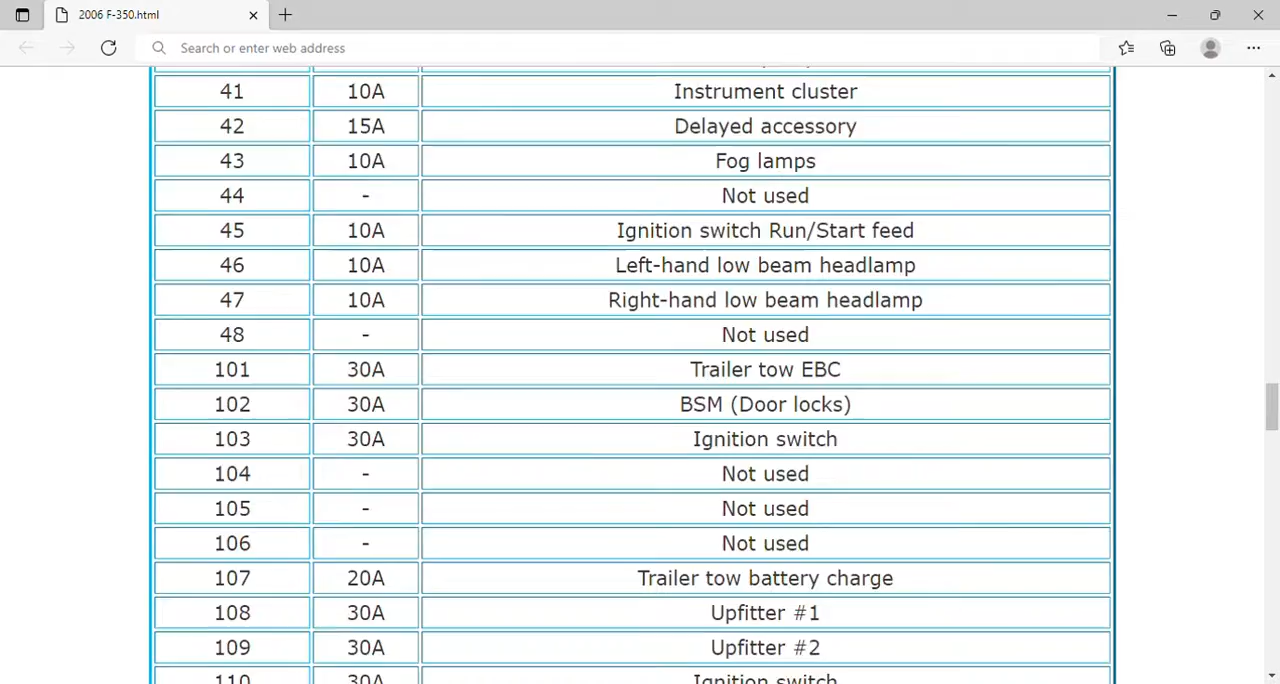 2006 F-350.html
Search or enter web address
41 10A Instrument cluster
42 15A Delayed accessory
43 10A Fog lamps
44 - Not used
45 10A Ignition switch Run/Start feed
46 10A Left-hand low beam headlamp
47 10A Right-hand low beam headlamp
48 - Not used
101 30A Trailer tow EBC
102 30A BSM (Door locks)
103 30A Ignition switch
104 - Not used
105 - Not used
106 - Not used
107 20A Trailer tow battery charge
108 30A Upfitter #1
109 30A Upfitter #2
110 30A Ignition switch